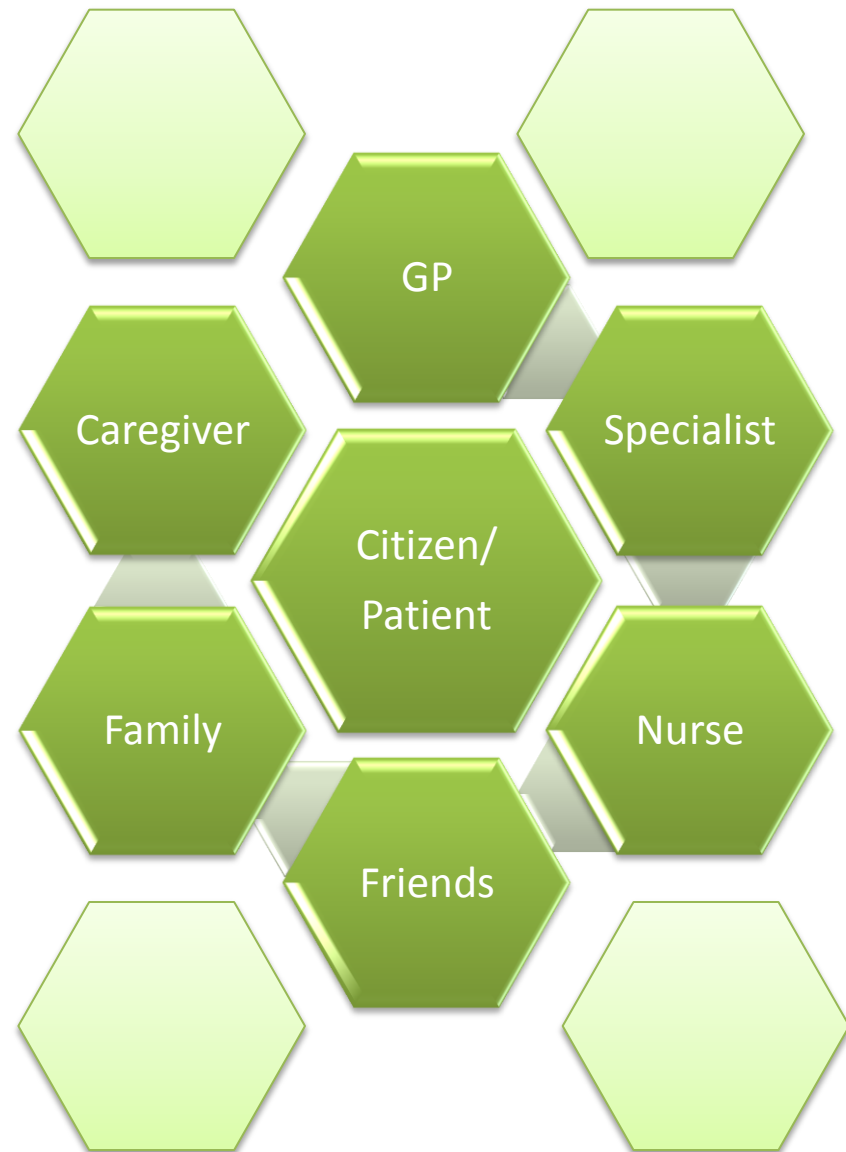 GP
Caregiver
Specialist
Citizen/
Patient
Family
Nurse
Friends